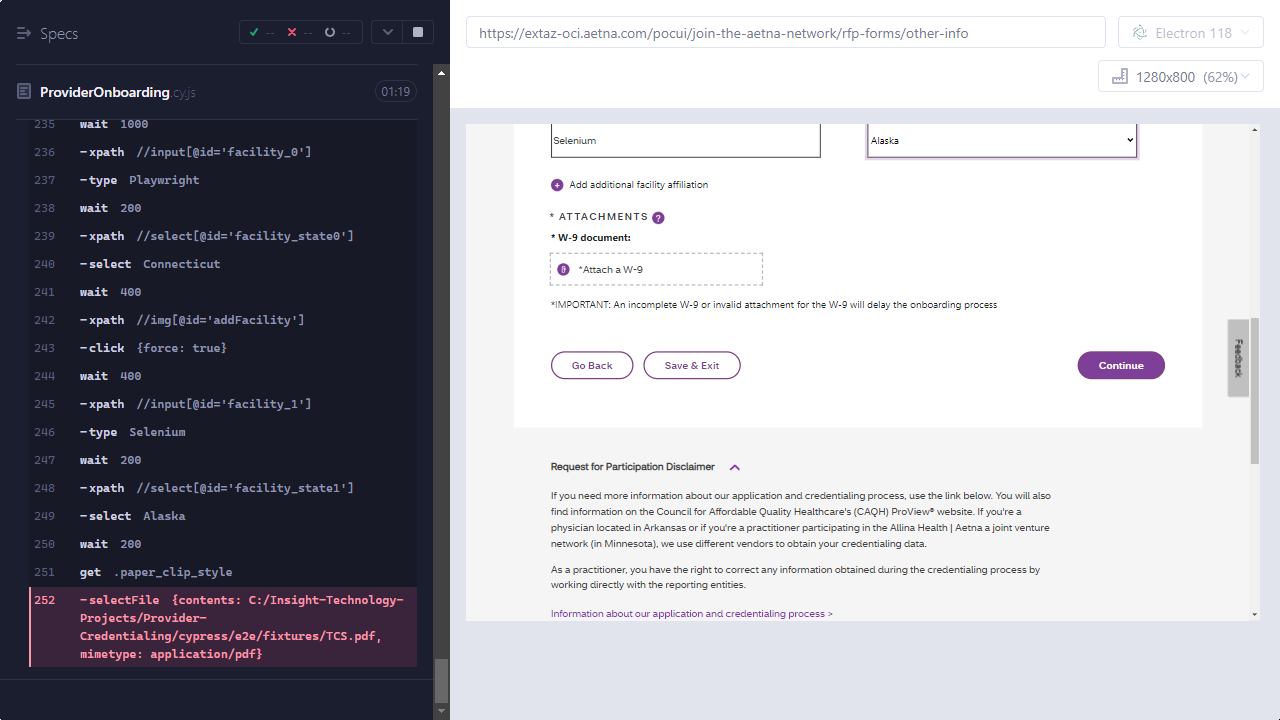 Specs
--
--
--
ProviderOnboarding.cy.js
01:19
235 wait 1000
236 -xpath //input[@id='facility_0']
237 -type Playwright
238 wait 200
239 -xpath //select[@id='facility_state0']
240 -select Connecticut
241 wait 400
242 -xpath //img[@id='addFacility']
243 -click {force: true}
244 wait 400
245 -xpath //input[@id='facility_1']
246 -type Selenium
247 wait 200
248 -xpath //select[@id='facility_state1']
249 -select Alaska
250 wait 200
251 get .paper_clip_style
252 -selectFile {contents: C:/Insight-Technology-
Projects/Provider-
Credentialing/cypress/e2e/fixtures/TCS.pdf,
mimetype: application/pdf}
https://extaz-oci.aetna.com/pocui/join-the-aetna-network/rfp-forms/other-info
Electron 118
1280x800 (62%)
Selenium
Alaska
Add additional facility affiliation
* ATTACHMENTS ?
* W-9 document:
*Attach a W-9
*IMPORTANT: An incomplete W-9 or invalid attachment for the W-9 will delay the onboarding process
Go Back
Save & Exit
Continue
Feedback
Request for Participation Disclaimer
If you need more information about our application and credentialing process, use the link below. You will also
find information on the Council for Affordable Quality Healthcare's (CAQH) ProView® website. If you're a
physician located in Arkansas or if you're a practitioner participating in the Allina Health | Aetna a joint venture
network (in Minnesota), we use different vendors to obtain your credentialing data.
As a practitioner, you have the right to correct any information obtained during the credentialing process by
working directly with the reporting entities.
Information about our application and credentialing process >